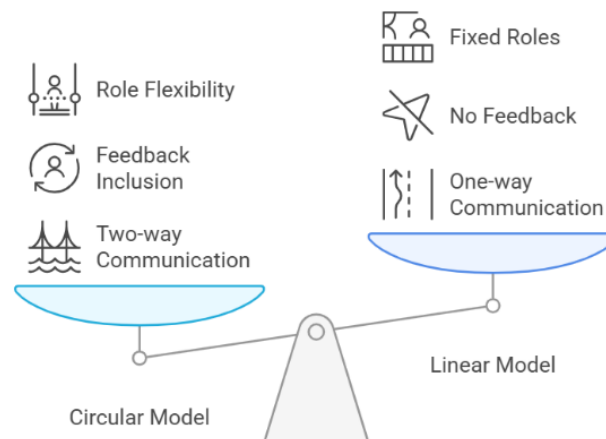 Role Flexibility
Feedback
Inclusion
Two-way
Communication
Circular Model
Fixed Roles
No Feedback
One-way
Communication
Linear Model